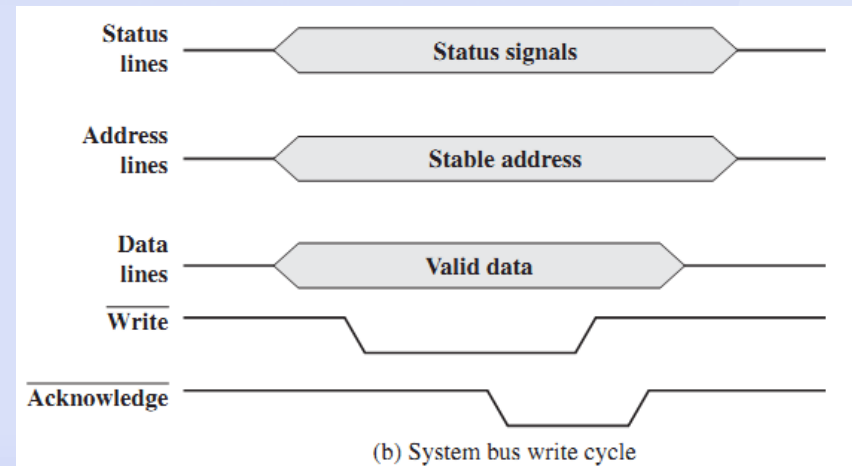 Status
lines
Status signals
Address
lines
Stable address
Data
lines
Valid data
Write
Acknowledge
(b) System bus write cycle